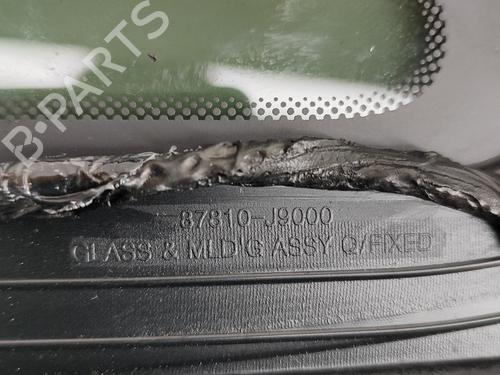 B-PARTS
87810-J9000
GLASS & MLD'G ASSY Q/FIXED